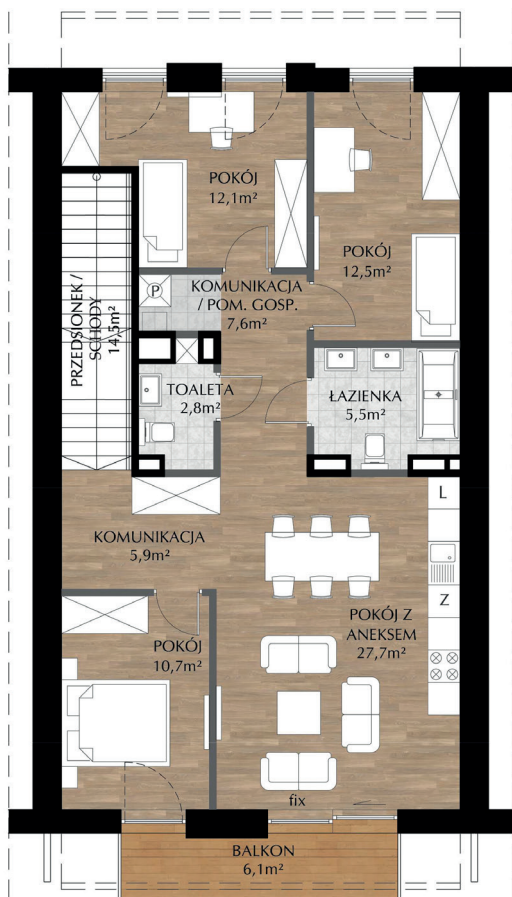 POKÓJ
12,1m²
POKÓJ
12,5m²
KOMUNIKACJA
/ POM. GOSP.
7,6m²
P
PRZEDSIONEK /
SCHODY
14,5m²
TOALETA
2,8m²
ŁAZIENKA
5,5m²
L
KOMUNIKACJA
5,9m²
Z
POKÓJ Z
ANEKSEM
27,7m²
POKÓJ
10,7m²
fix
BALKON
6,1m²